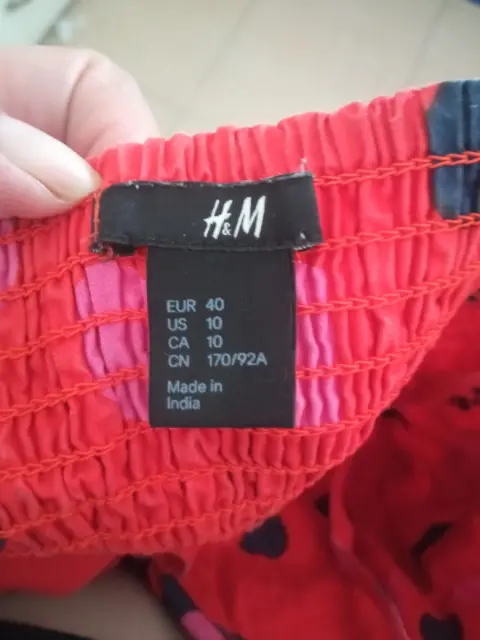 H&M
EUR 40
US 10
CA 10
CN 170/92A
Made in
India